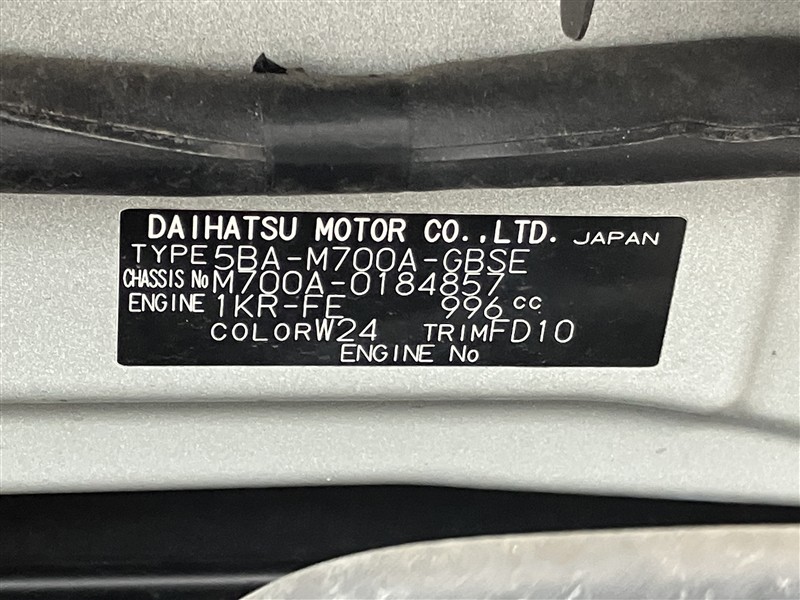 DAIHATSU MOTOR CO.,LTD. JAPAN
TYPE 5BA-M700A-GBSE
CHASSIS No M700A-0184857
ENGINE 1KR-FE 996 cc
COLOR W24 TRIM FD10
ENGINE No